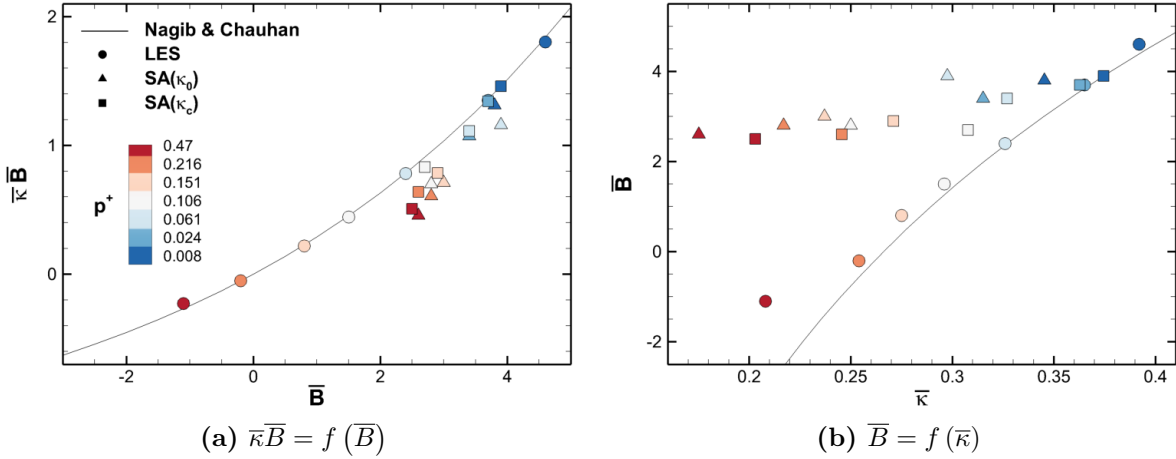 2
1
0
κ̅ B̅
-2
0
2
4
B̅
Nagib & Chauhan
LES
SA(κ₀)
SA(κc)
p⁺
0.47
0.216
0.151
0.106
0.061
0.024
0.008
(a) κ̅B̅ = f (B̅)
4
2
0
-2
B̅
0.2
0.25
0.3
0.35
0.4
κ̅
(b) B̅ = f (κ̅)